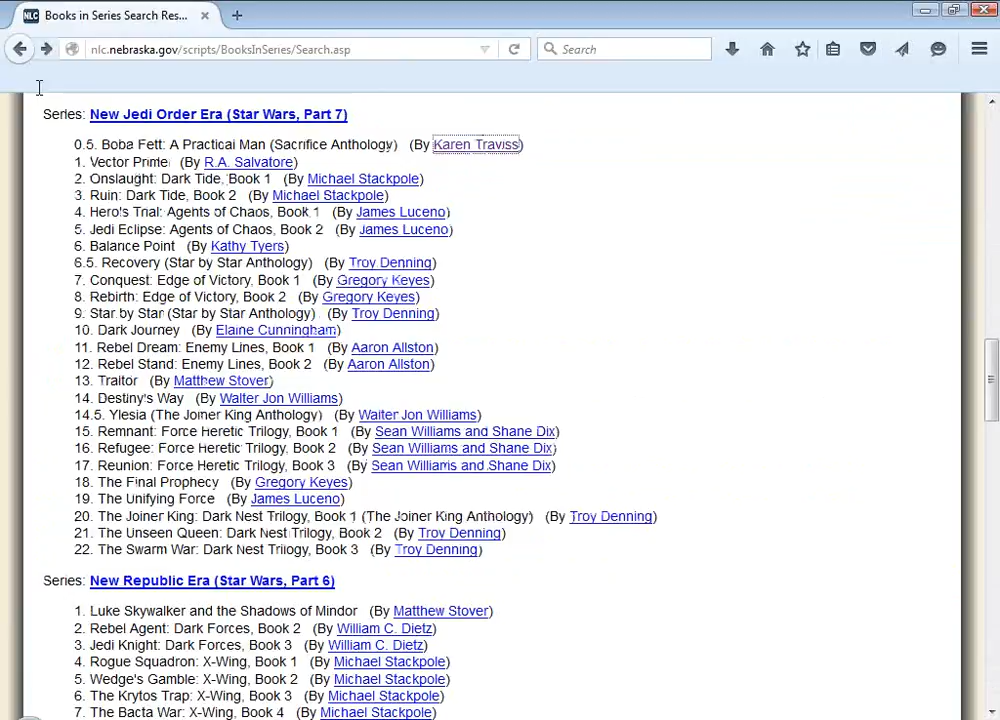 NLC Books in Series Search Res...
nlc.nebraska.gov/scripts/BooksInSeries/Search.asp
Search
Series: New Jedi Order Era (Star Wars, Part 7)
0.5. Boba Fett: A Practical Man (Sacrifice Anthology) (By Karen Traviss)
1. Vector Prime (By R.A. Salvatore)
2. Onslaught: Dark Tide, Book 1 (By Michael Stackpole)
3. Ruin: Dark Tide, Book 2 (By Michael Stackpole)
4. Hero's Trial: Agents of Chaos, Book 1 (By James Luceno)
5. Jedi Eclipse: Agents of Chaos, Book 2 (By James Luceno)
6. Balance Point (By Kathy Tyers)
6.5. Recovery (Star by Star Anthology) (By Troy Denning)
7. Conquest: Edge of Victory, Book 1 (By Gregory Keyes)
8. Rebirth: Edge of Victory, Book 2 (By Gregory Keyes)
9. Star by Star (Star by Star Anthology) (By Troy Denning)
10. Dark Journey (By Elaine Cunningham)
11. Rebel Dream: Enemy Lines, Book 1 (By Aaron Allston)
12. Rebel Stand: Enemy Lines, Book 2 (By Aaron Allston)
13. Traitor (By Matthew Stover)
14. Destiny's Way (By Walter Jon Williams)
14.5. Ylesia (The Joiner King Anthology) (By Walter Jon Williams)
15. Remnant: Force Heretic Trilogy, Book 1 (By Sean Williams and Shane Dix)
16. Refugee: Force Heretic Trilogy, Book 2 (By Sean Williams and Shane Dix)
17. Reunion: Force Heretic Trilogy, Book 3 (By Sean Williams and Shane Dix)
18. The Final Prophecy (By Gregory Keyes)
19. The Unifying Force (By James Luceno)
20. The Joiner King: Dark Nest Trilogy, Book 1 (The Joiner King Anthology) (By Troy Denning)
21. The Unseen Queen: Dark Nest Trilogy, Book 2 (By Troy Denning)
22. The Swarm War: Dark Nest Trilogy, Book 3 (By Troy Denning)
Series: New Republic Era (Star Wars, Part 6)
1. Luke Skywalker and the Shadows of Mindor (By Matthew Stover)
2. Rebel Agent: Dark Forces, Book 2 (By William C. Dietz)
3. Jedi Knight: Dark Forces, Book 3 (By William C. Dietz)
4. Rogue Squadron: X-Wing, Book 1 (By Michael Stackpole)
5. Wedge's Gamble: X-Wing, Book 2 (By Michael Stackpole)
6. The Krytos Trap: X-Wing, Book 3 (By Michael Stackpole)
7. The Bacta War: X-Wing, Book 4 (By Michael Stackpole)